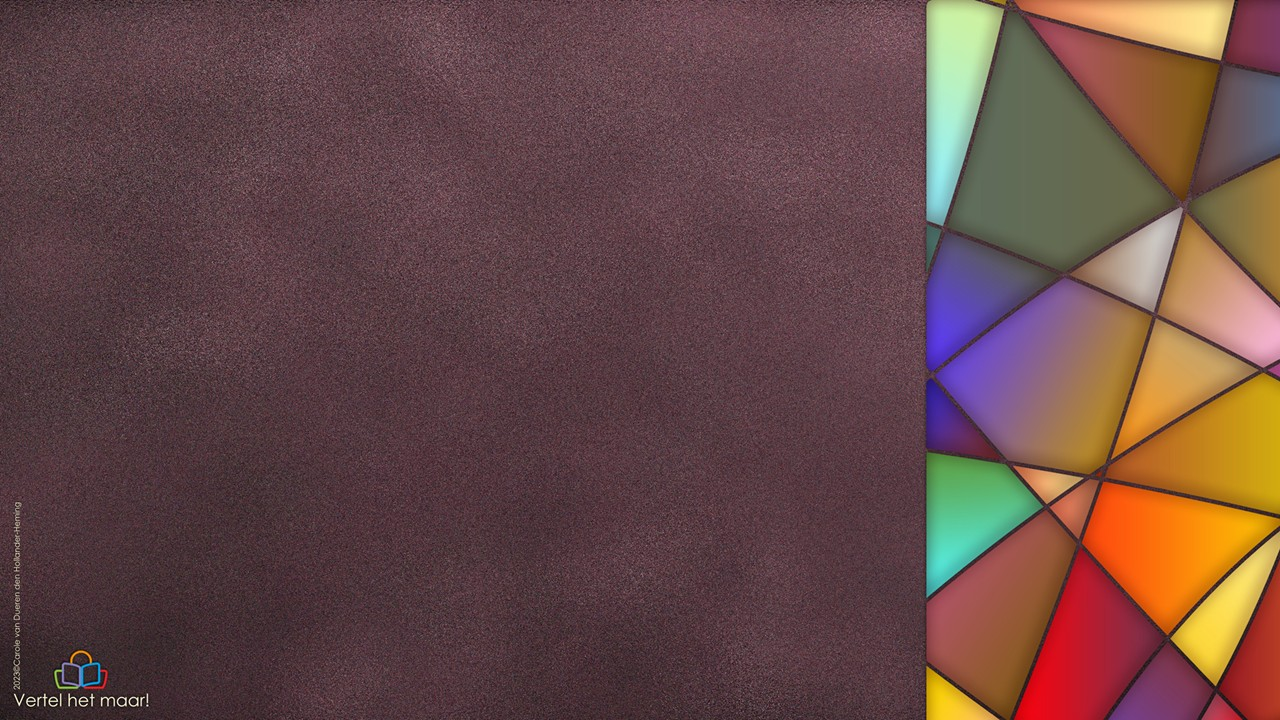 2023©Carole van Dueren den Hollander-Heming
Vertel het maar!